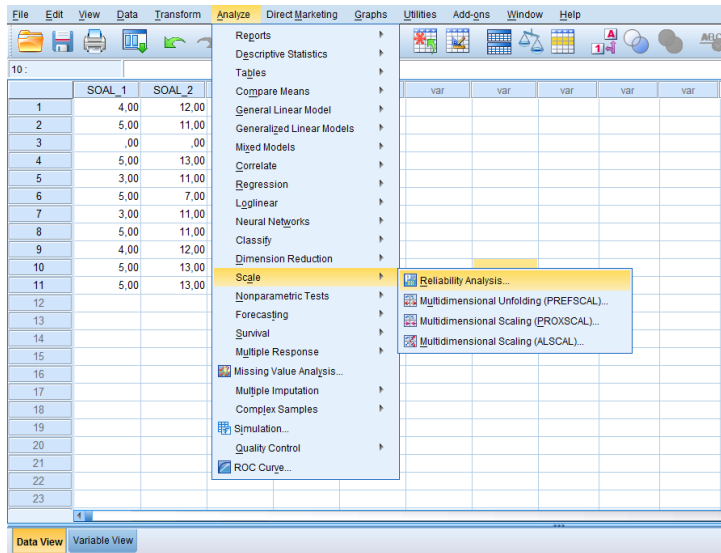 File Edit View Data Transform Analyze Direct Marketing Graphs Utilities Add-ons Window Help
10 :
SOAL_1 SOAL_2 var var var var var
1 4,00 12,00
2 5,00 11,00
3 ,00 ,00
4 5,00 13,00
5 3,00 11,00
6 5,00 7,00
7 3,00 11,00
8 5,00 11,00
9 4,00 12,00
10 5,00 13,00
11 5,00 13,00
12
13
14
15
16
17
18
19
20
21
22
23
Reports
Descriptive Statistics
Tables
Compare Means
General Linear Model
Generalized Linear Models
Mixed Models
Correlate
Regression
Loglinear
Neural Networks
Classify
Dimension Reduction
Scale
Nonparametric Tests
Forecasting
Survival
Multiple Response
Missing Value Analysis...
Multiple Imputation
Complex Samples
Simulation...
Quality Control
ROC Curve...
Reliability Analysis...
Multidimensional Unfolding (PREFSCAL)...
Multidimensional Scaling (PROXSCAL)...
Multidimensional Scaling (ALSCAL)...
Data View Variable View